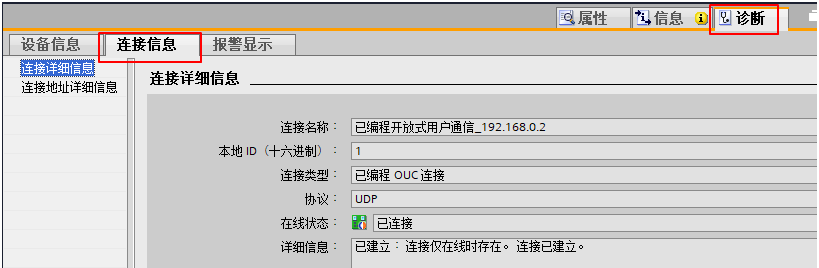 属性 信息 诊断
设备信息 连接信息 报警显示
连接详细信息
连接地址详细信息
连接详细信息
连接名称： 已编程开放式用户通信_192.168.0.2
本地 ID（十六进制）： 1
连接类型： 已编程 OUC 连接
协议： UDP
在线状态： 已连接
详细信息： 已建立：连接仅在线时存在。连接已建立。